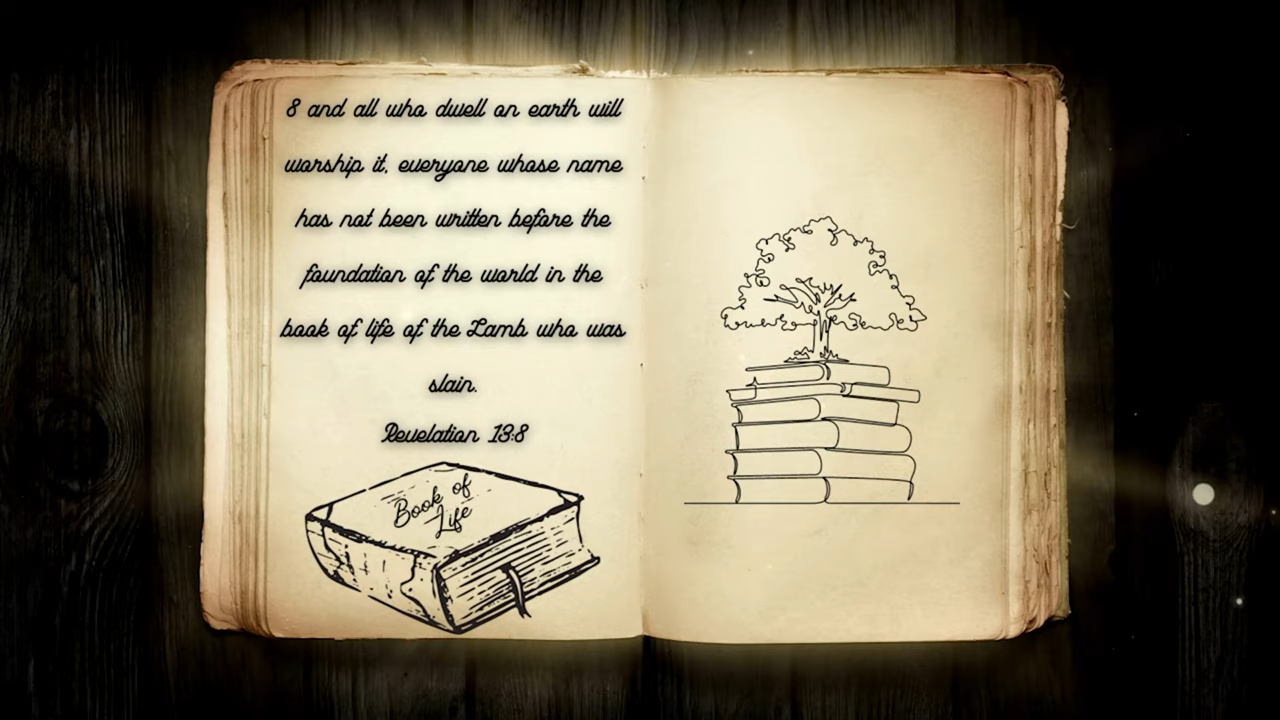 8 and all who dwell on earth will
worship it, everyone whose name
has not been written before the
foundation of the world in the
book of life of the Lamb who was
slain.
Revelation 13:8
Book of
Life